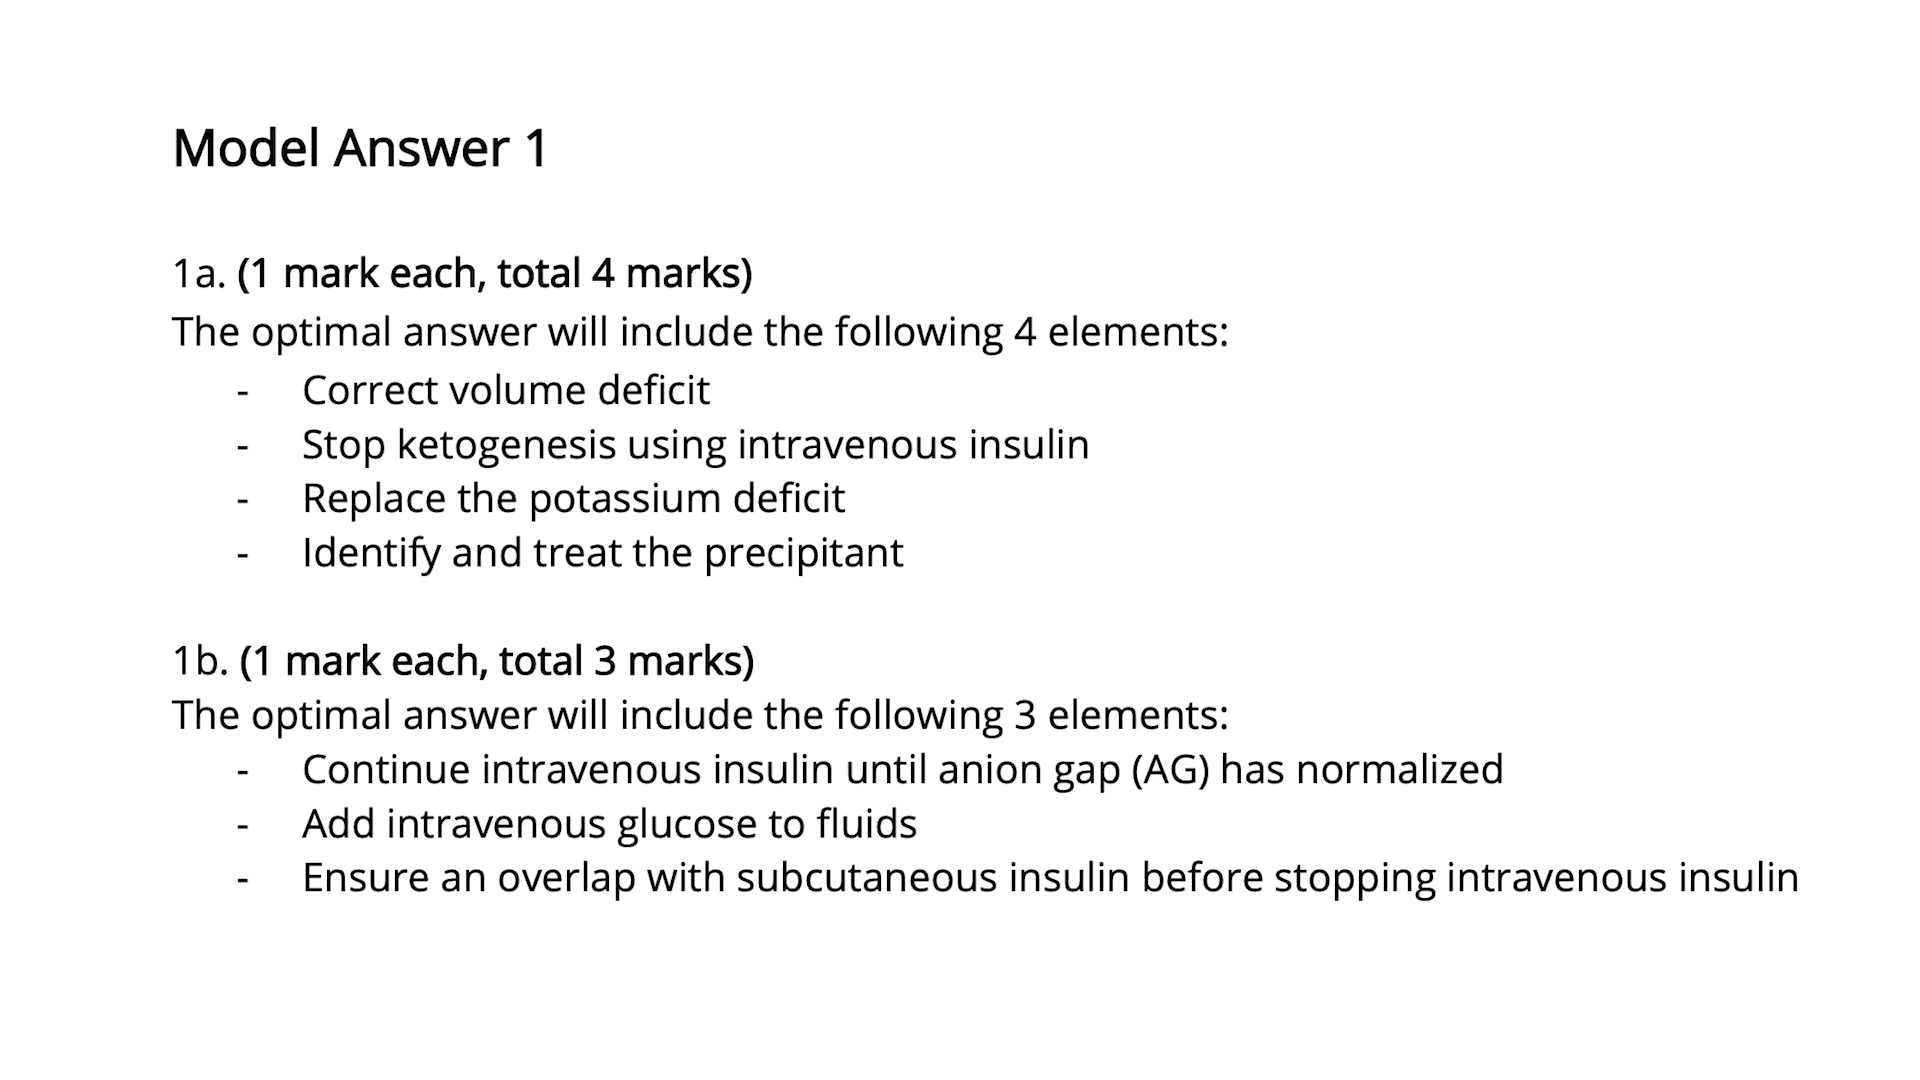 Model Answer 1
1a. (1 mark each, total 4 marks)
The optimal answer will include the following 4 elements:
- Correct volume deficit
- Stop ketogenesis using intravenous insulin
- Replace the potassium deficit
- Identify and treat the precipitant
1b. (1 mark each, total 3 marks)
The optimal answer will include the following 3 elements:
- Continue intravenous insulin until anion gap (AG) has normalized
- Add intravenous glucose to fluids
- Ensure an overlap with subcutaneous insulin before stopping intravenous insulin